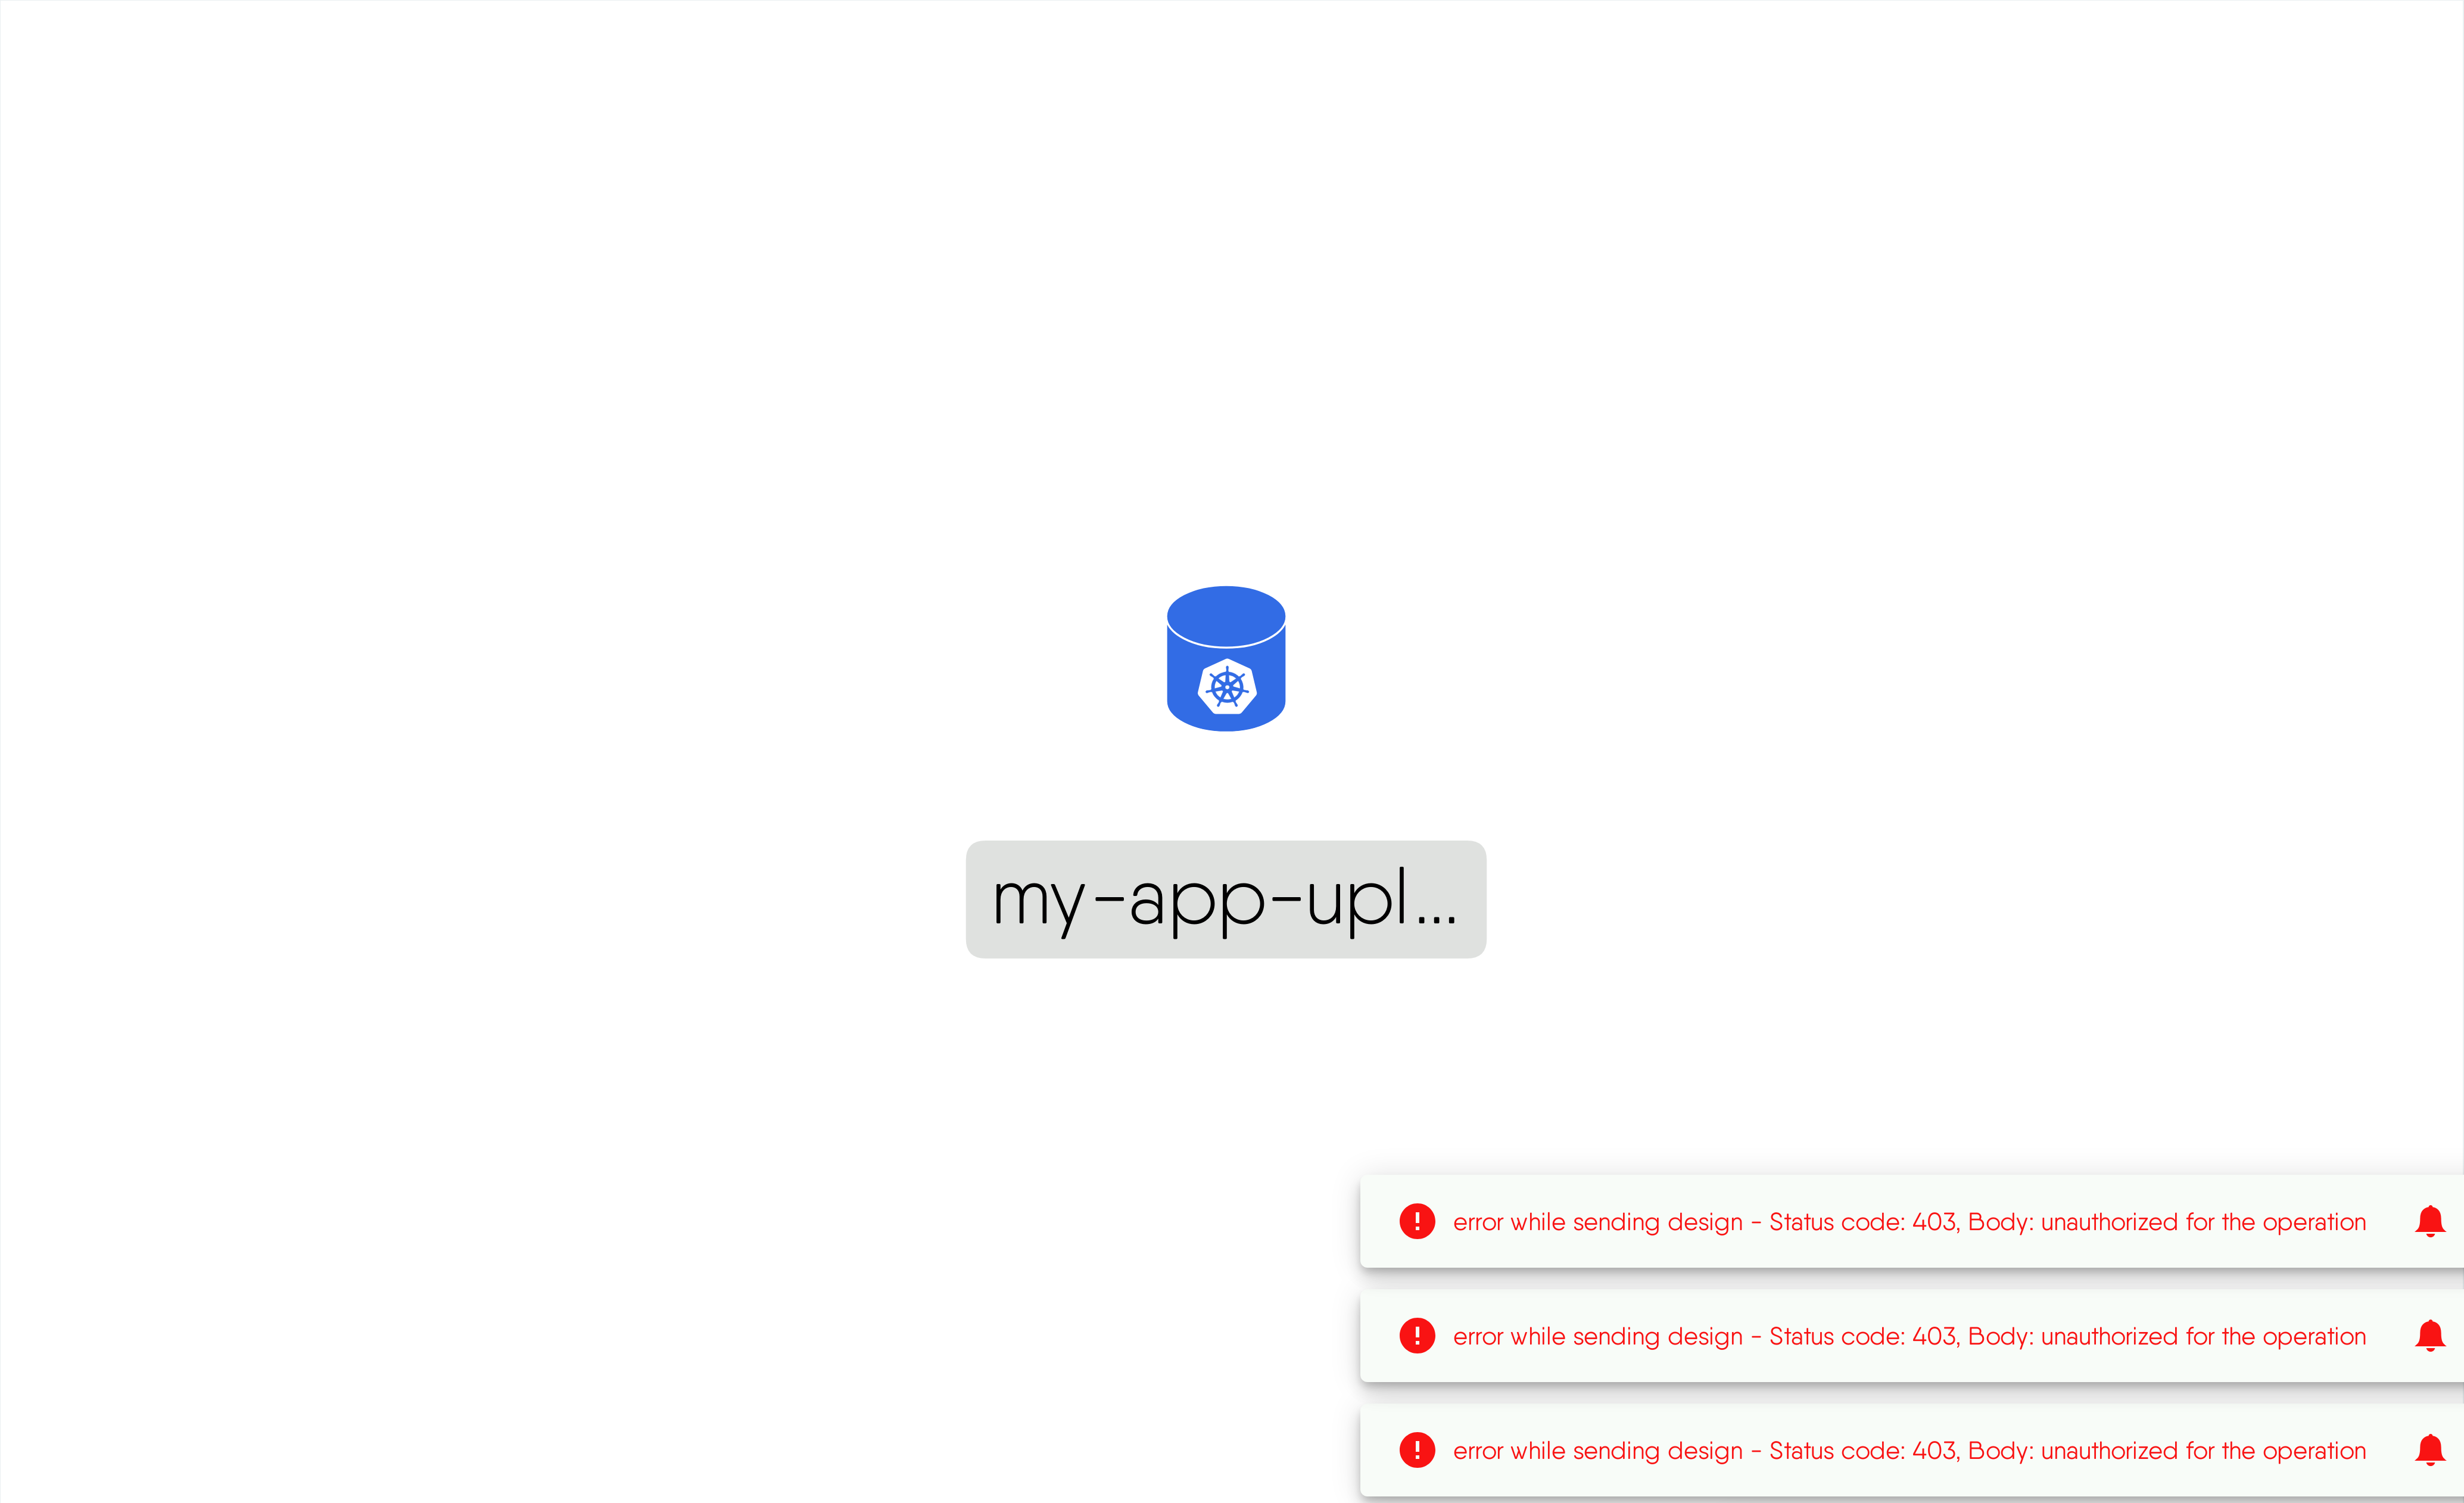 my-app-upl...
error while sending design - Status code: 403, Body: unauthorized for the operation
error while sending design - Status code: 403, Body: unauthorized for the operation
error while sending design - Status code: 403, Body: unauthorized for the operation